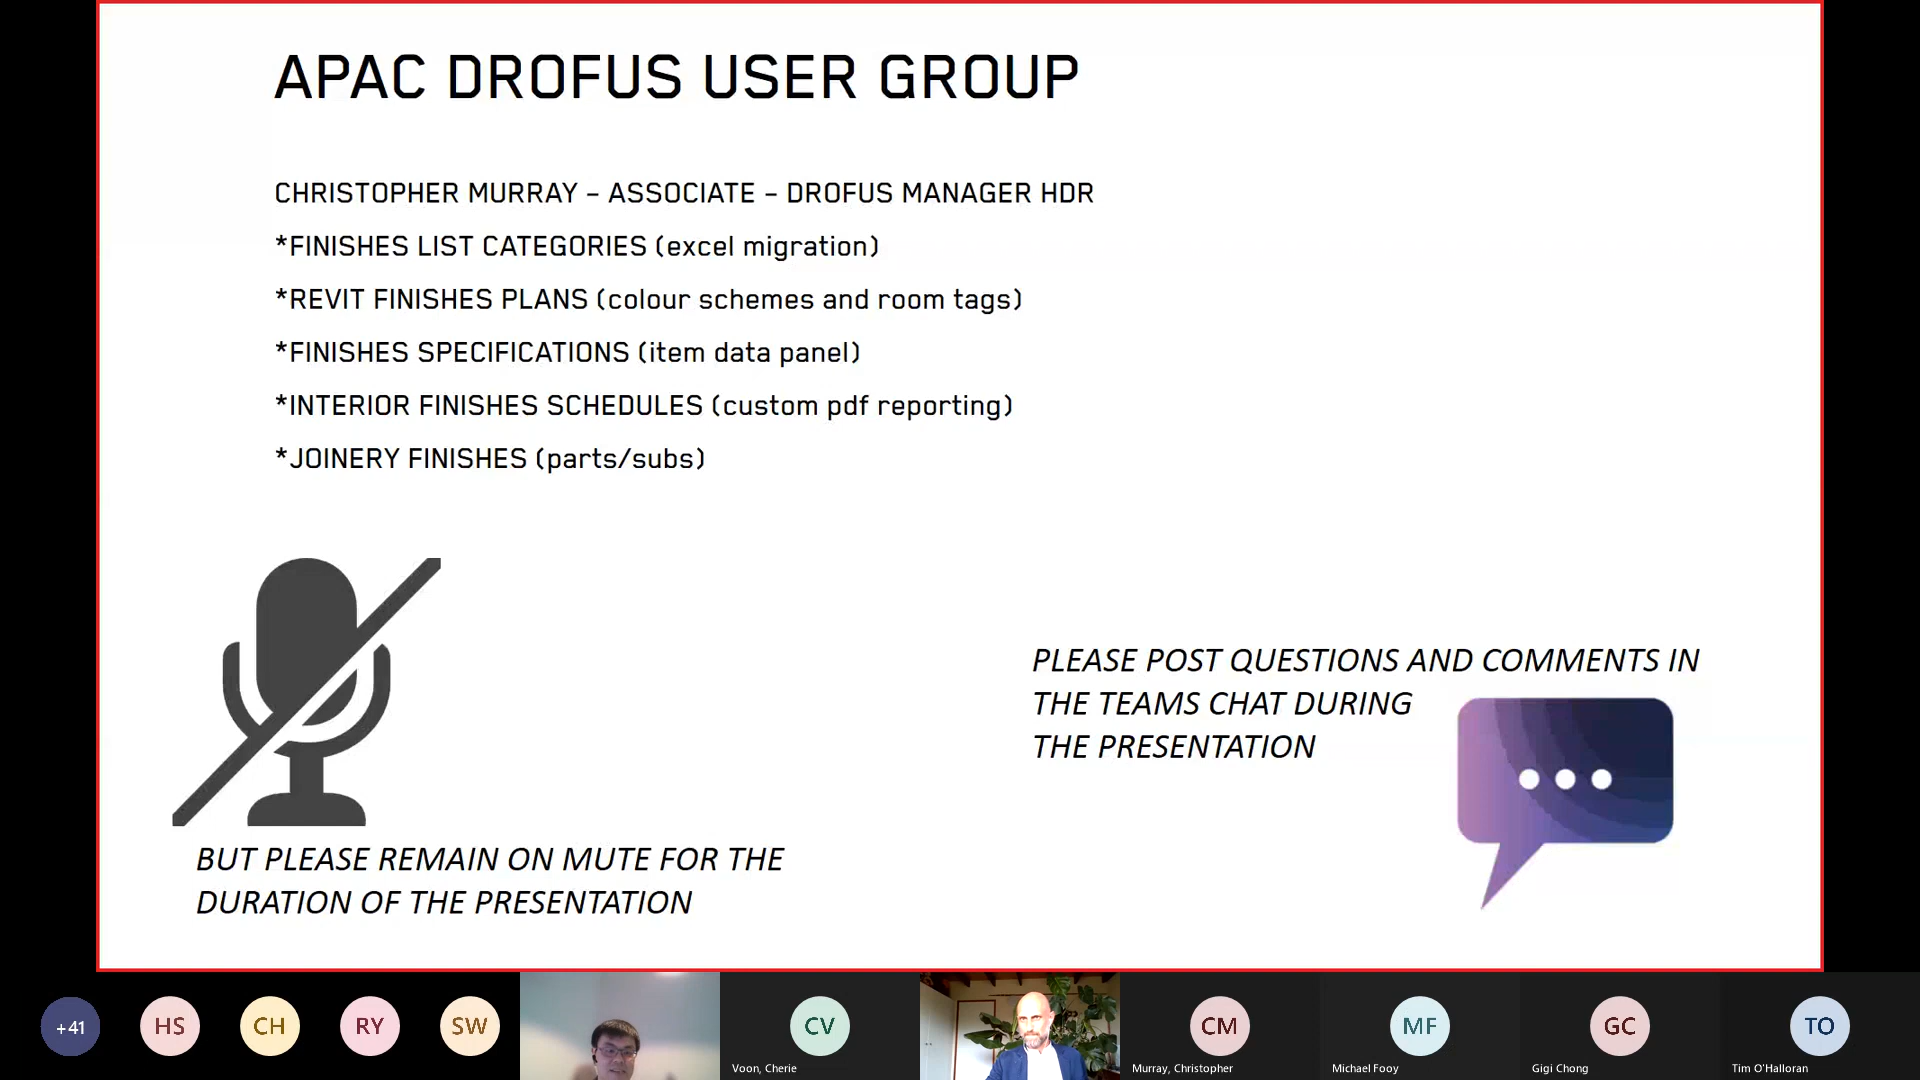 APAC DROFUS USER GROUP
CHRISTOPHER MURRAY – ASSOCIATE – DROFUS MANAGER HDR
*FINISHES LIST CATEGORIES (excel migration)
*REVIT FINISHES PLANS (colour schemes and room tags)
*FINISHES SPECIFICATIONS (item data panel)
*INTERIOR FINISHES SCHEDULES (custom pdf reporting)
*JOINERY FINISHES (parts/subs)
PLEASE POST QUESTIONS AND COMMENTS IN
THE TEAMS CHAT DURING
THE PRESENTATION
BUT PLEASE REMAIN ON MUTE FOR THE
DURATION OF THE PRESENTATION
+41
HS
CH
RY
SW
CV
Voon, Cherie
CM
Murray, Christopher
MF
Michael Fooy
GC
Gigi Chong
TO
Tim O'Halloran